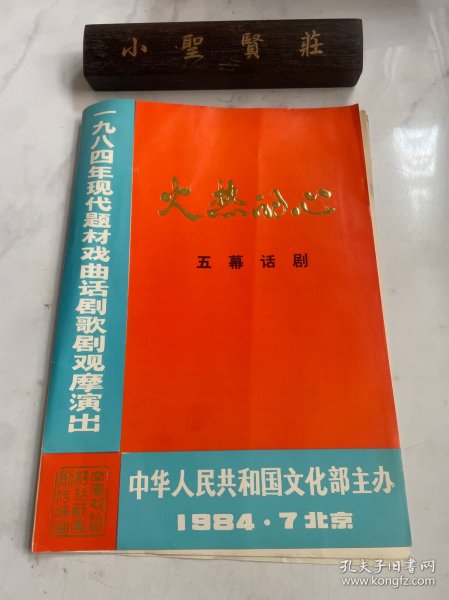 小聖賢莊
一九八四年现代题材戏曲话剧歌剧观摩演出
火热的心
五幕话剧
中华人民共和国文化部主办
1984·7北京
孔夫子旧书网
www.kongfz.com